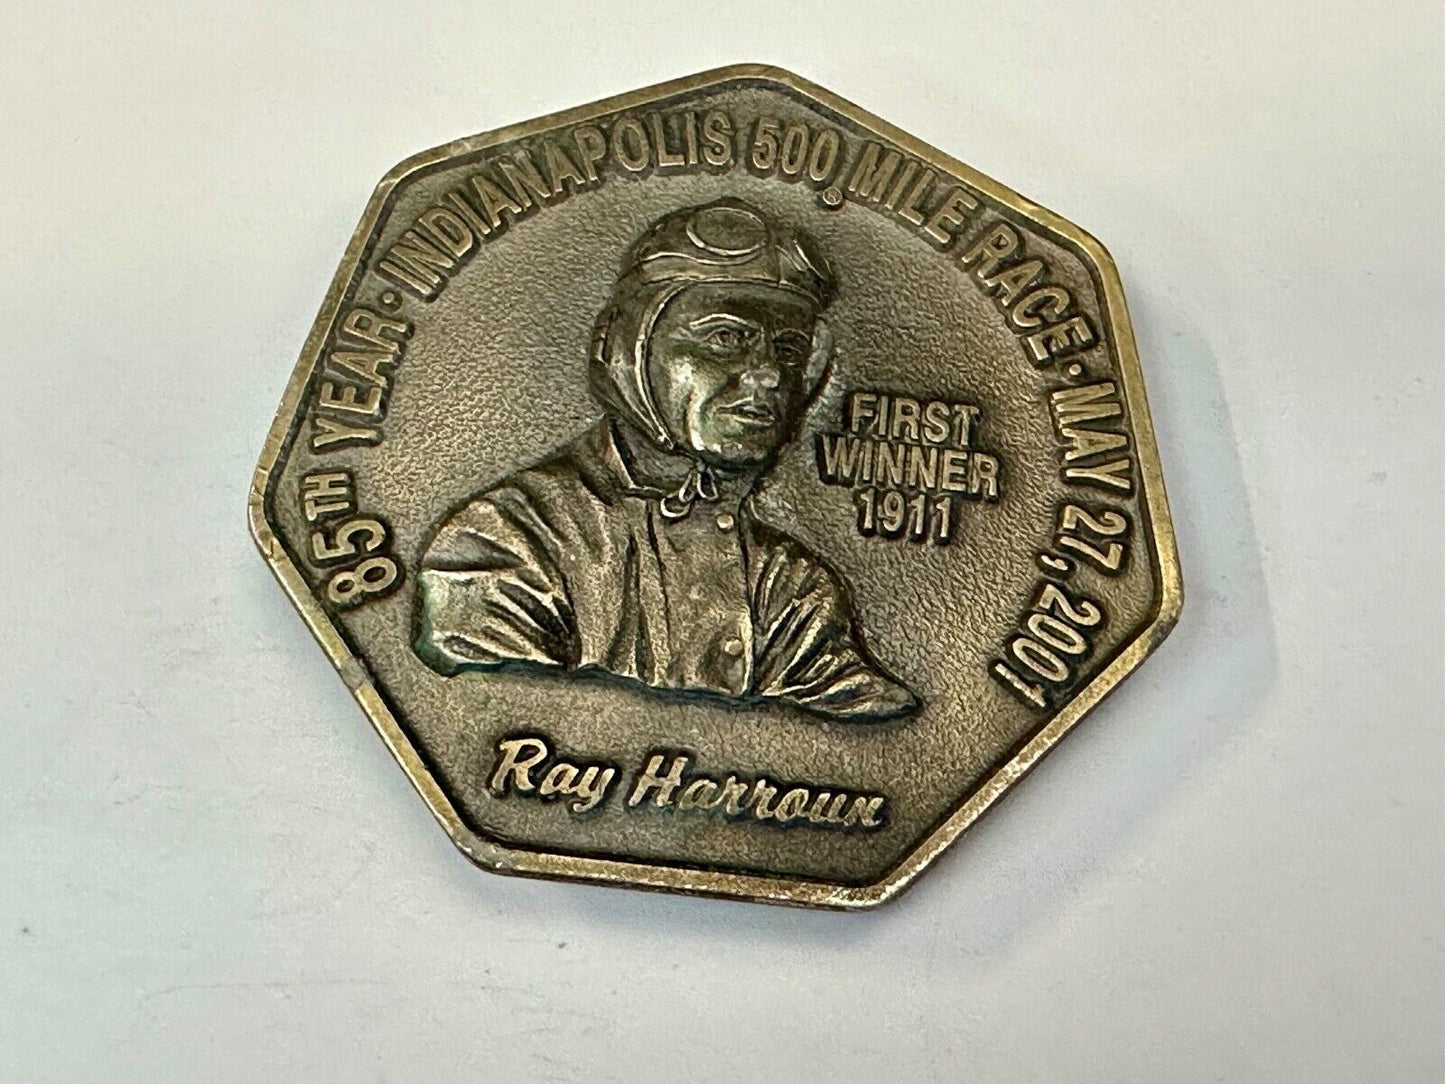 85TH YEAR · INDIANAPOLIS 500® MILE RACE · MAY 27, 2001
FIRST
WINNER
1911
Ray Harroun